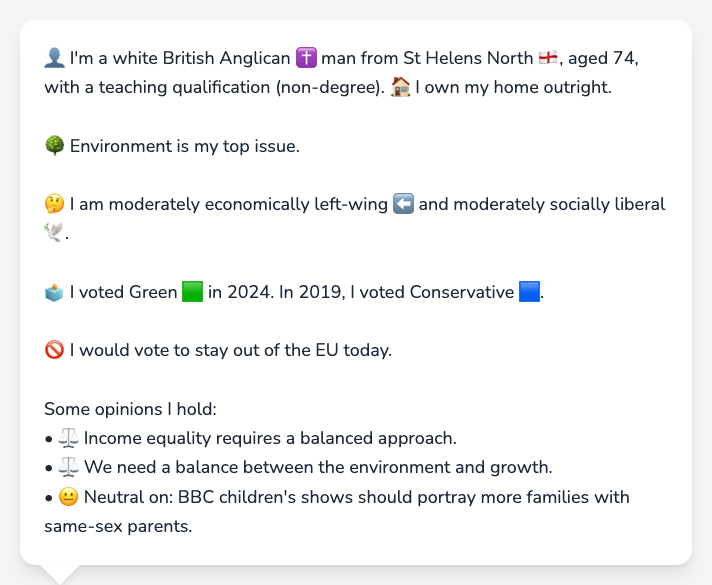 👤 I'm a white British Anglican ✝️ man from St Helens North 🏴󠁧󠁢󠁥󠁮󠁧󠁿, aged 74,
with a teaching qualification (non-degree). 🏠 I own my home outright.
🌳 Environment is my top issue.
🤔 I am moderately economically left-wing ⬅️ and moderately socially liberal
🕊️.
🗳️ I voted Green 🟩 in 2024. In 2019, I voted Conservative 🟦.
🚫 I would vote to stay out of the EU today.
Some opinions I hold:
• ⚖️ Income equality requires a balanced approach.
• ⚖️ We need a balance between the environment and growth.
• 😐 Neutral on: BBC children's shows should portray more families with
same-sex parents.